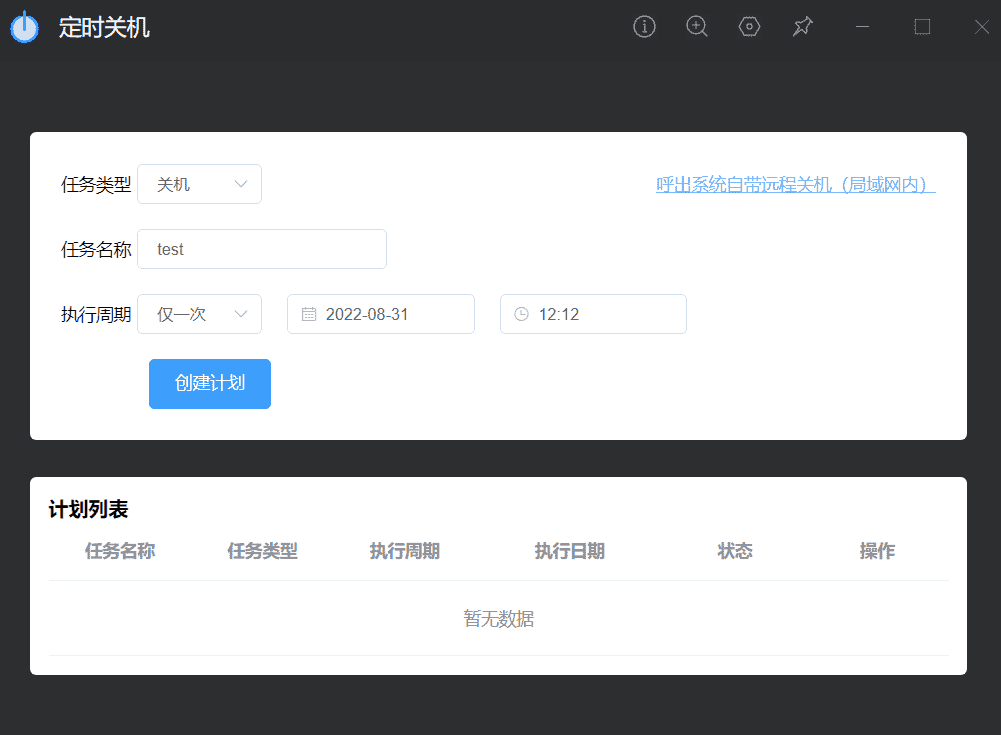 定时关机
任务类型 关机 呼出系统自带远程关机（局域网内）
任务名称 test
执行周期 仅一次 2022-08-31 12:12
创建计划
计划列表
任务名称 任务类型 执行周期 执行日期 状态 操作
暂无数据